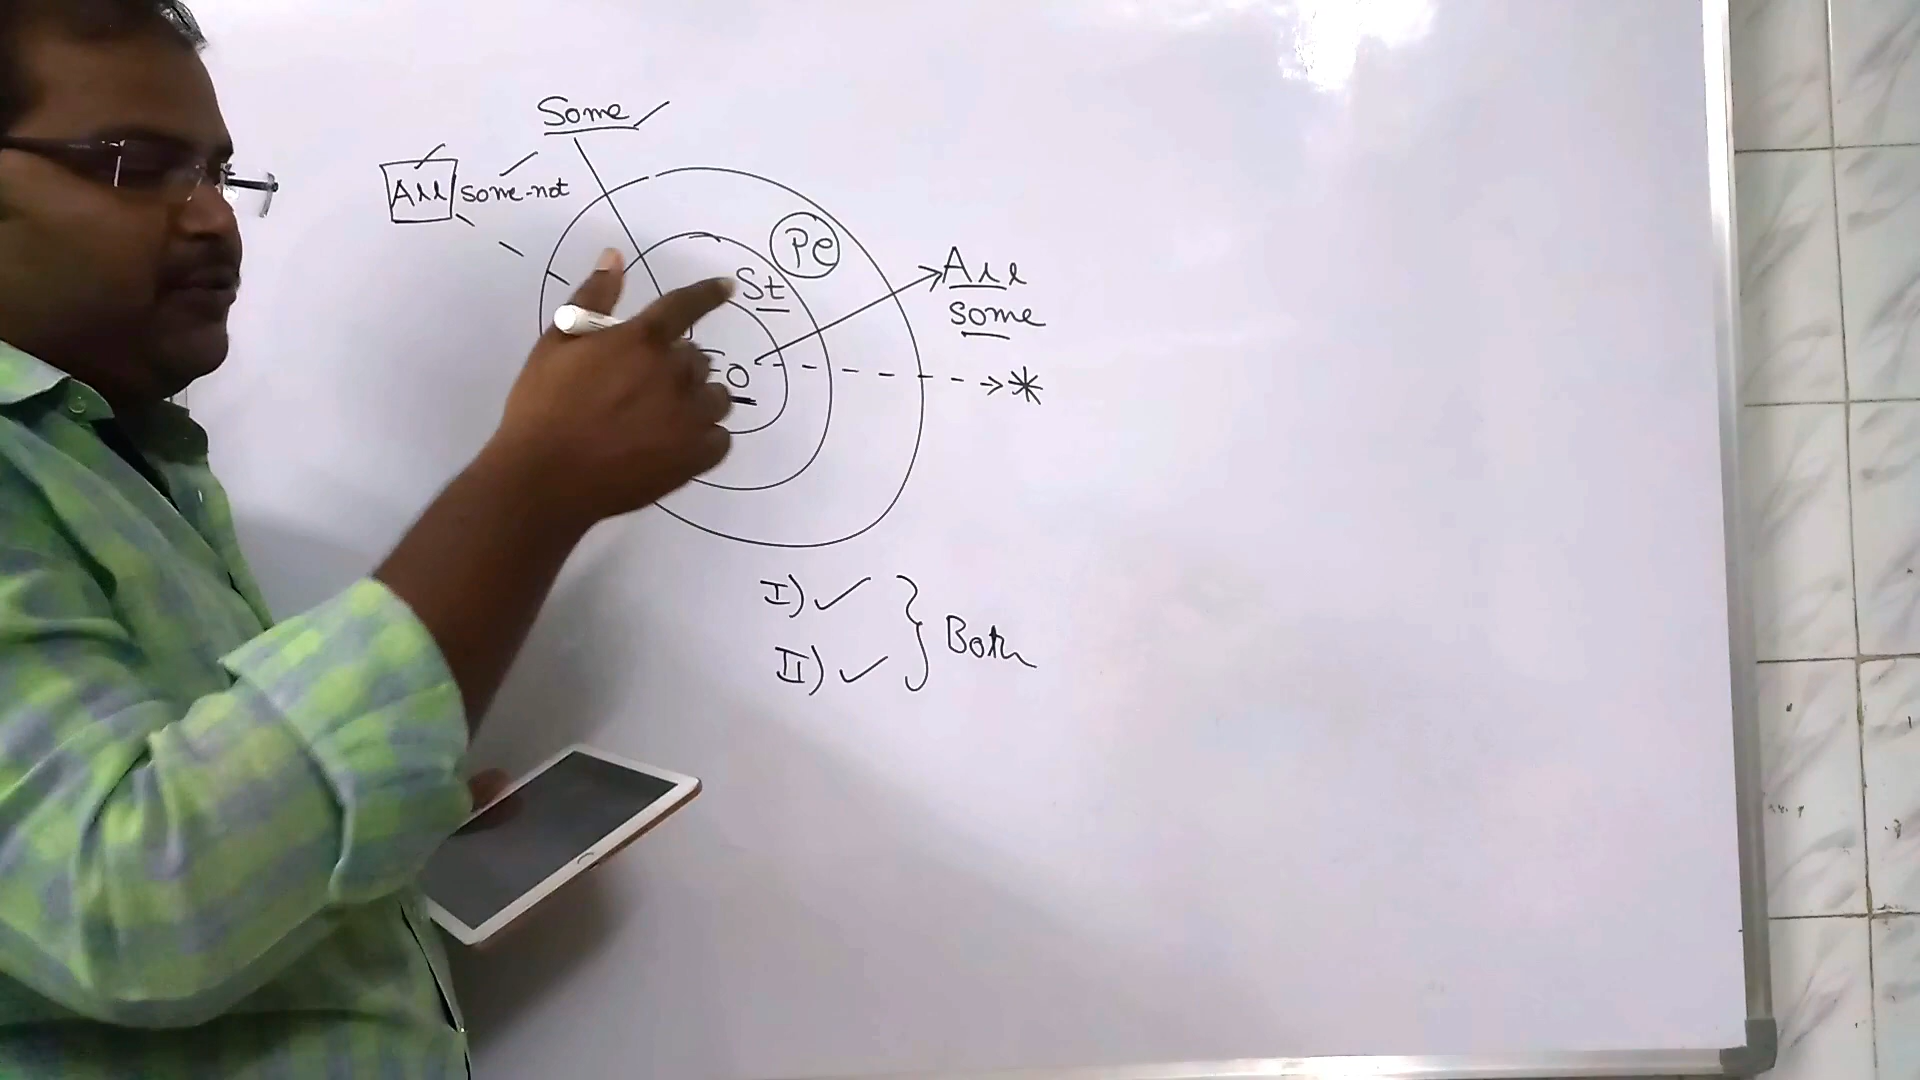 Some
All some-not
Pe
St
All
some
Fo
I) ✓
II) ✓
Both